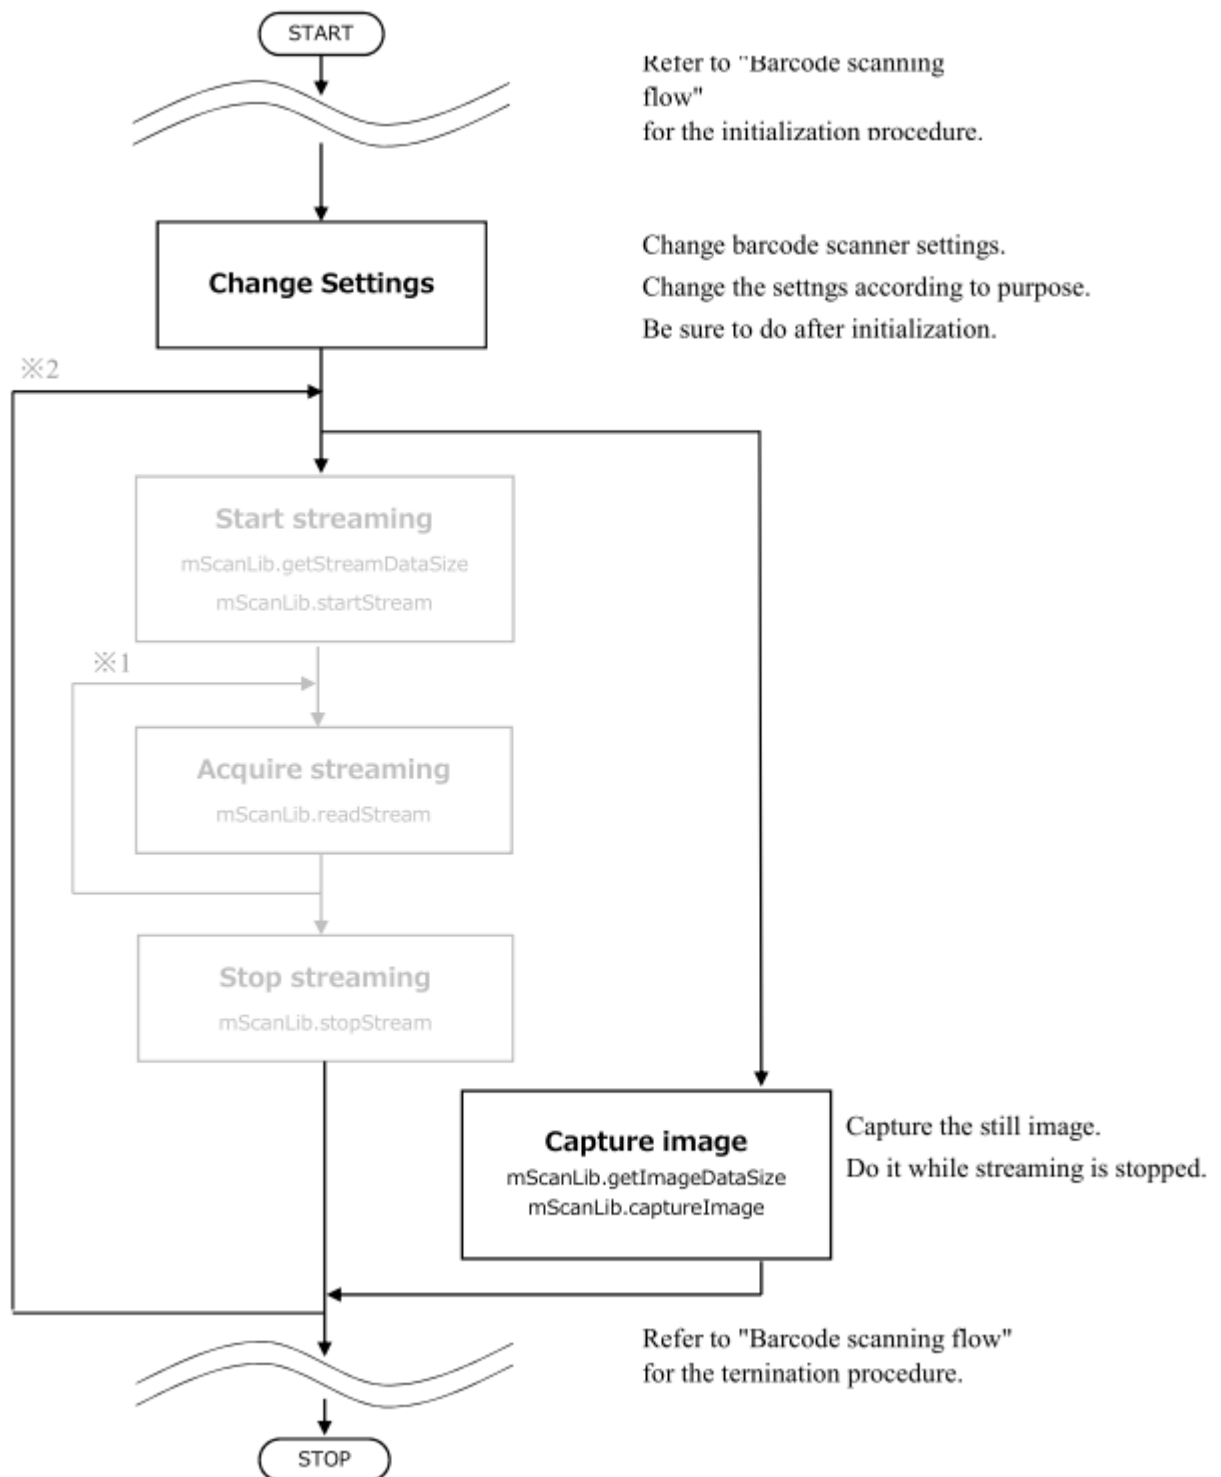 START
Refer to "Barcode scanning
flow"
for the initialization procedure.
Change Settings
Change barcode scanner settings.
Change the settngs according to purpose.
Be sure to do after initialization.
※2
Start streaming
mScanLib.getStreamDataSize
mScanLib.startStream
※1
Acquire streaming
mScanLib.readStream
Stop streaming
mScanLib.stopStream
Capture image
mScanLib.getImageDataSize
mScanLib.captureImage
Capture the still image.
Do it while streaming is stopped.
Refer to "Barcode scanning flow"
for the ternination procedure.
STOP